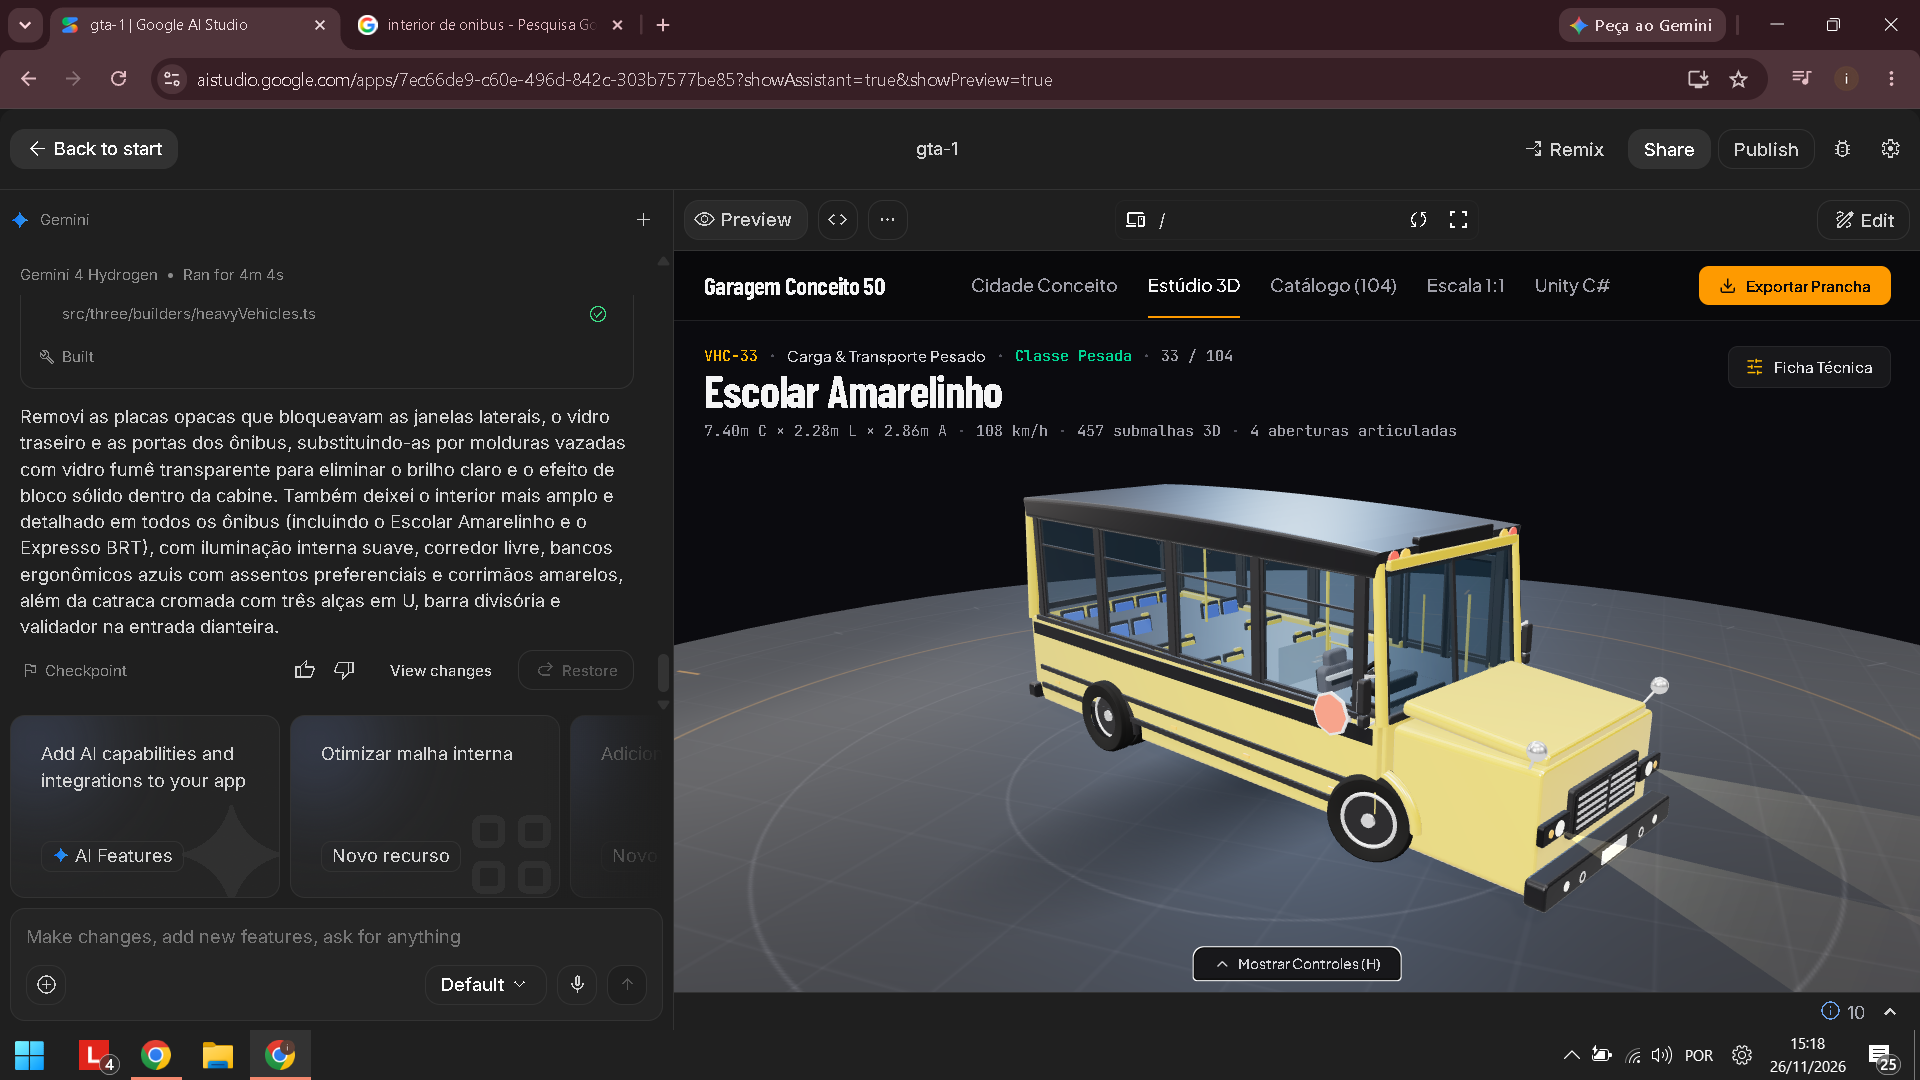 gta-1 | Google AI Studio
interior de onibus - Pesquisa Go
Peça ao Gemini
aistudio.google.com/apps/7ec66de9-c60e-496d-842c-303b7577be85?showAssistant=true&showPreview=true
i
Back to start
gta-1
Remix
Share
Publish
Gemini
Preview
/
Edit
Gemini 4 Hydrogen • Ran for 4m 4s
src/three/builders/heavyVehicles.ts
Built
Removi as placas opacas que bloqueavam as janelas laterais, o vidro
traseiro e as portas dos ônibus, substituindo-as por molduras vazadas
com vidro fumê transparente para eliminar o brilho claro e o efeito de
bloco sólido dentro da cabine. Também deixei o interior mais amplo e
detalhado em todos os ônibus (incluindo o Escolar Amarelinho e o
Expresso BRT), com iluminação interna suave, corredor livre, bancos
ergonômicos azuis com assentos preferenciais e corrimãos amarelos,
além da catraca cromada com três alças em U, barra divisória e
validador na entrada dianteira.
Checkpoint
View changes
Restore
Add AI capabilities and
integrations to your app
AI Features
Otimizar malha interna
Novo recurso
Adicio
Novo
Make changes, add new features, ask for anything
Default
Garagem Conceito 50
Cidade Conceito
Estúdio 3D
Catálogo (104)
Escala 1:1
Unity C#
Exportar Prancha
VHC-33 · Carga & Transporte Pesado · Classe Pesada · 33 / 104
Escolar Amarelinho
7.40m C × 2.28m L × 2.86m A · 108 km/h · 457 submalhas 3D · 4 aberturas articuladas
Ficha Técnica
Mostrar Controles (H)
10
L
4
POR
15:18
26/11/2026
25